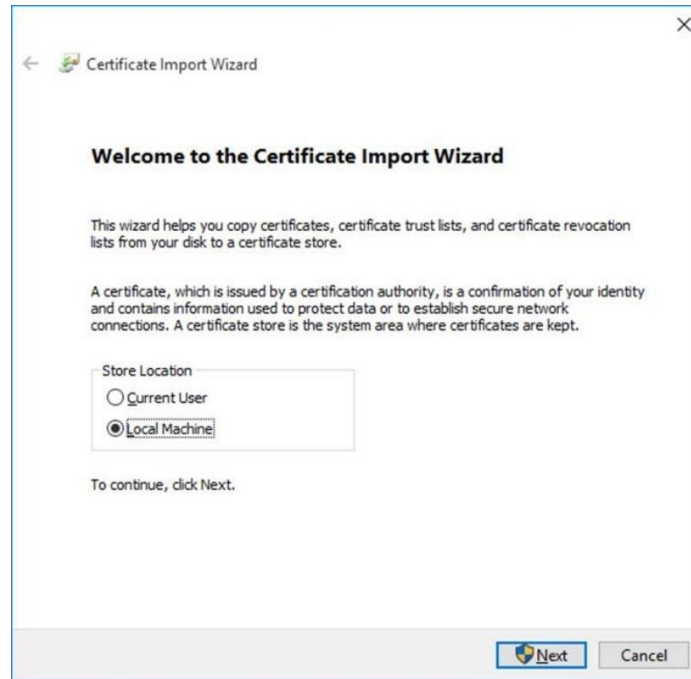 Certificate Import Wizard
Welcome to the Certificate Import Wizard
This wizard helps you copy certificates, certificate trust lists, and certificate revocation
lists from your disk to a certificate store.
A certificate, which is issued by a certification authority, is a confirmation of your identity
and contains information used to protect data or to establish secure network
connections. A certificate store is the system area where certificates are kept.
Store Location
Current User
Local Machine
To continue, click Next.
Next Cancel